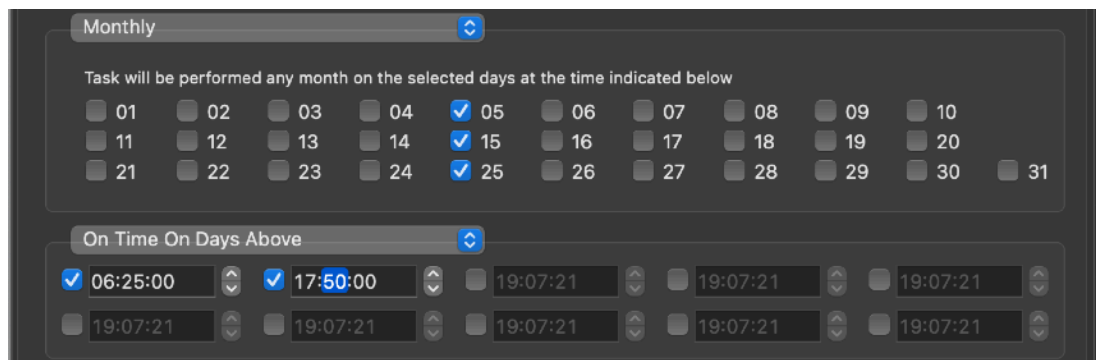 Monthly
Task will be performed any month on the selected days at the time indicated below
01 02 03 04 05 06 07 08 09 10
11 12 13 14 15 16 17 18 19 20
21 22 23 24 25 26 27 28 29 30 31
On Time On Days Above
06:25:00 17:50:00 19:07:21 19:07:21 19:07:21
19:07:21 19:07:21 19:07:21 19:07:21 19:07:21